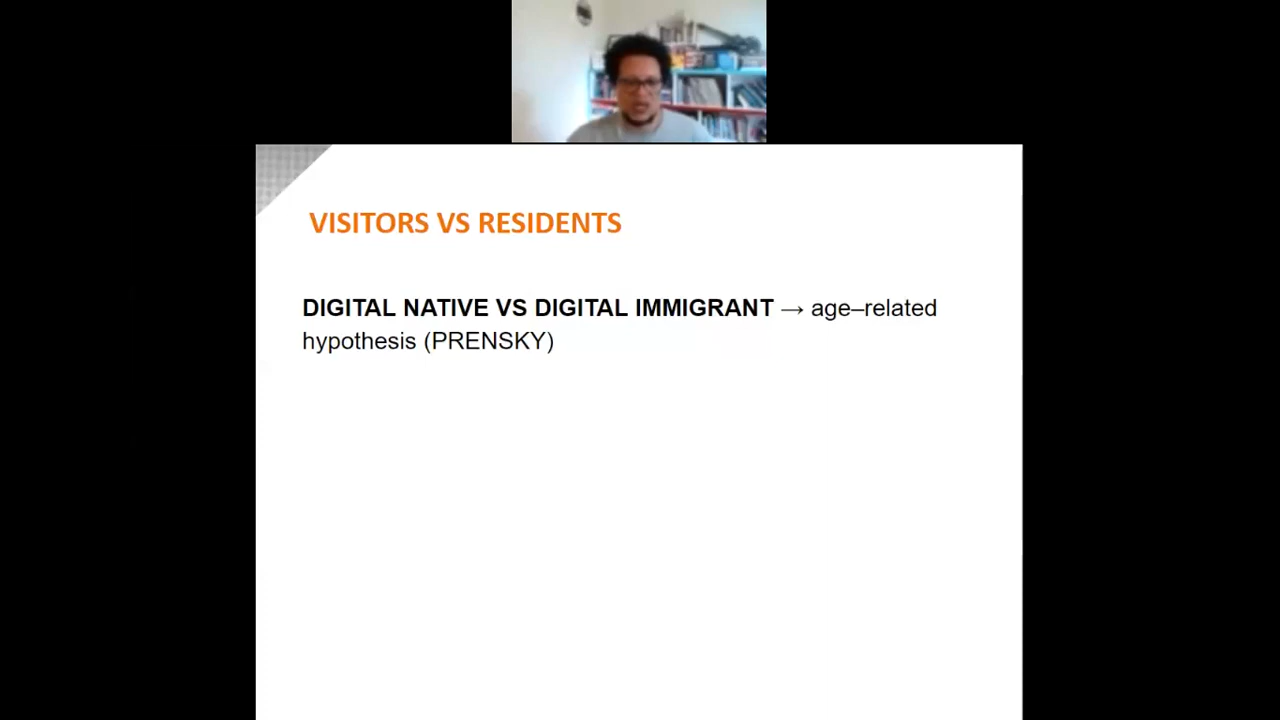 VISITORS VS RESIDENTS
DIGITAL NATIVE VS DIGITAL IMMIGRANT → age–related
hypothesis (PRENSKY)